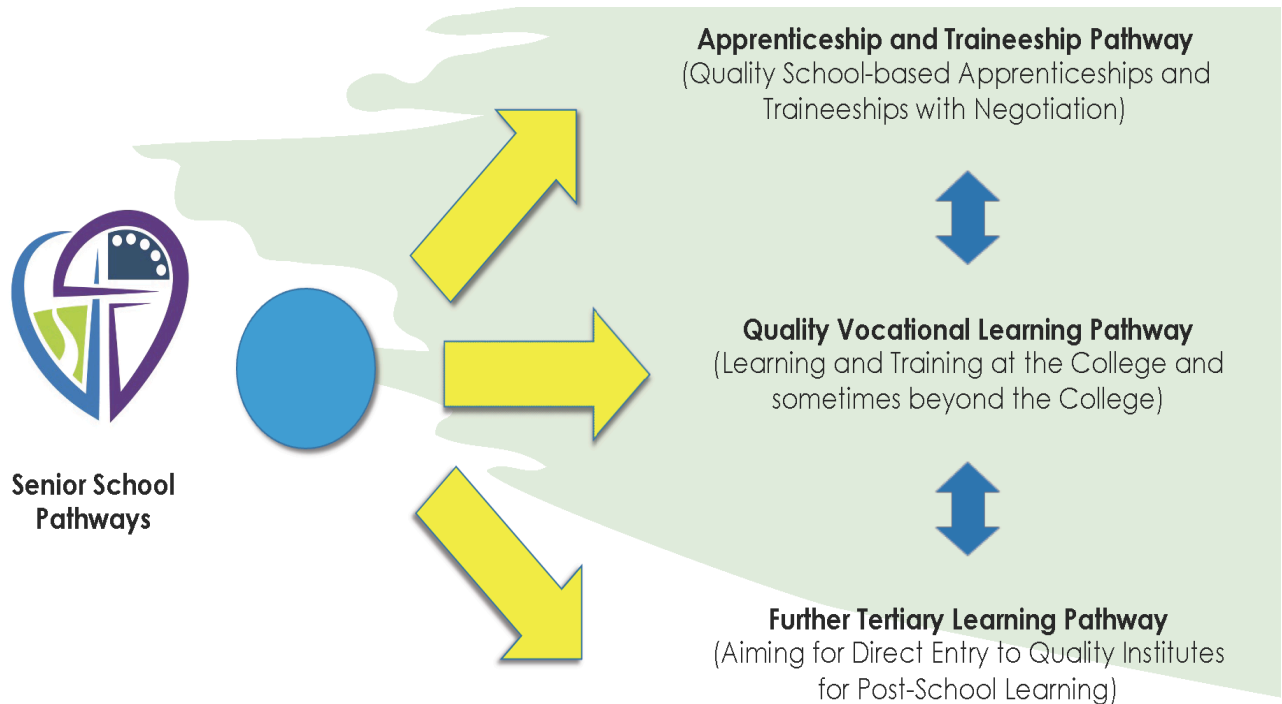 Apprenticeship and Traineeship Pathway
(Quality School-based Apprenticeships and
Traineeships with Negotiation)
Senior School
Pathways
Quality Vocational Learning Pathway
(Learning and Training at the College and
sometimes beyond the College)
Further Tertiary Learning Pathway
(Aiming for Direct Entry to Quality Institutes
for Post-School Learning)